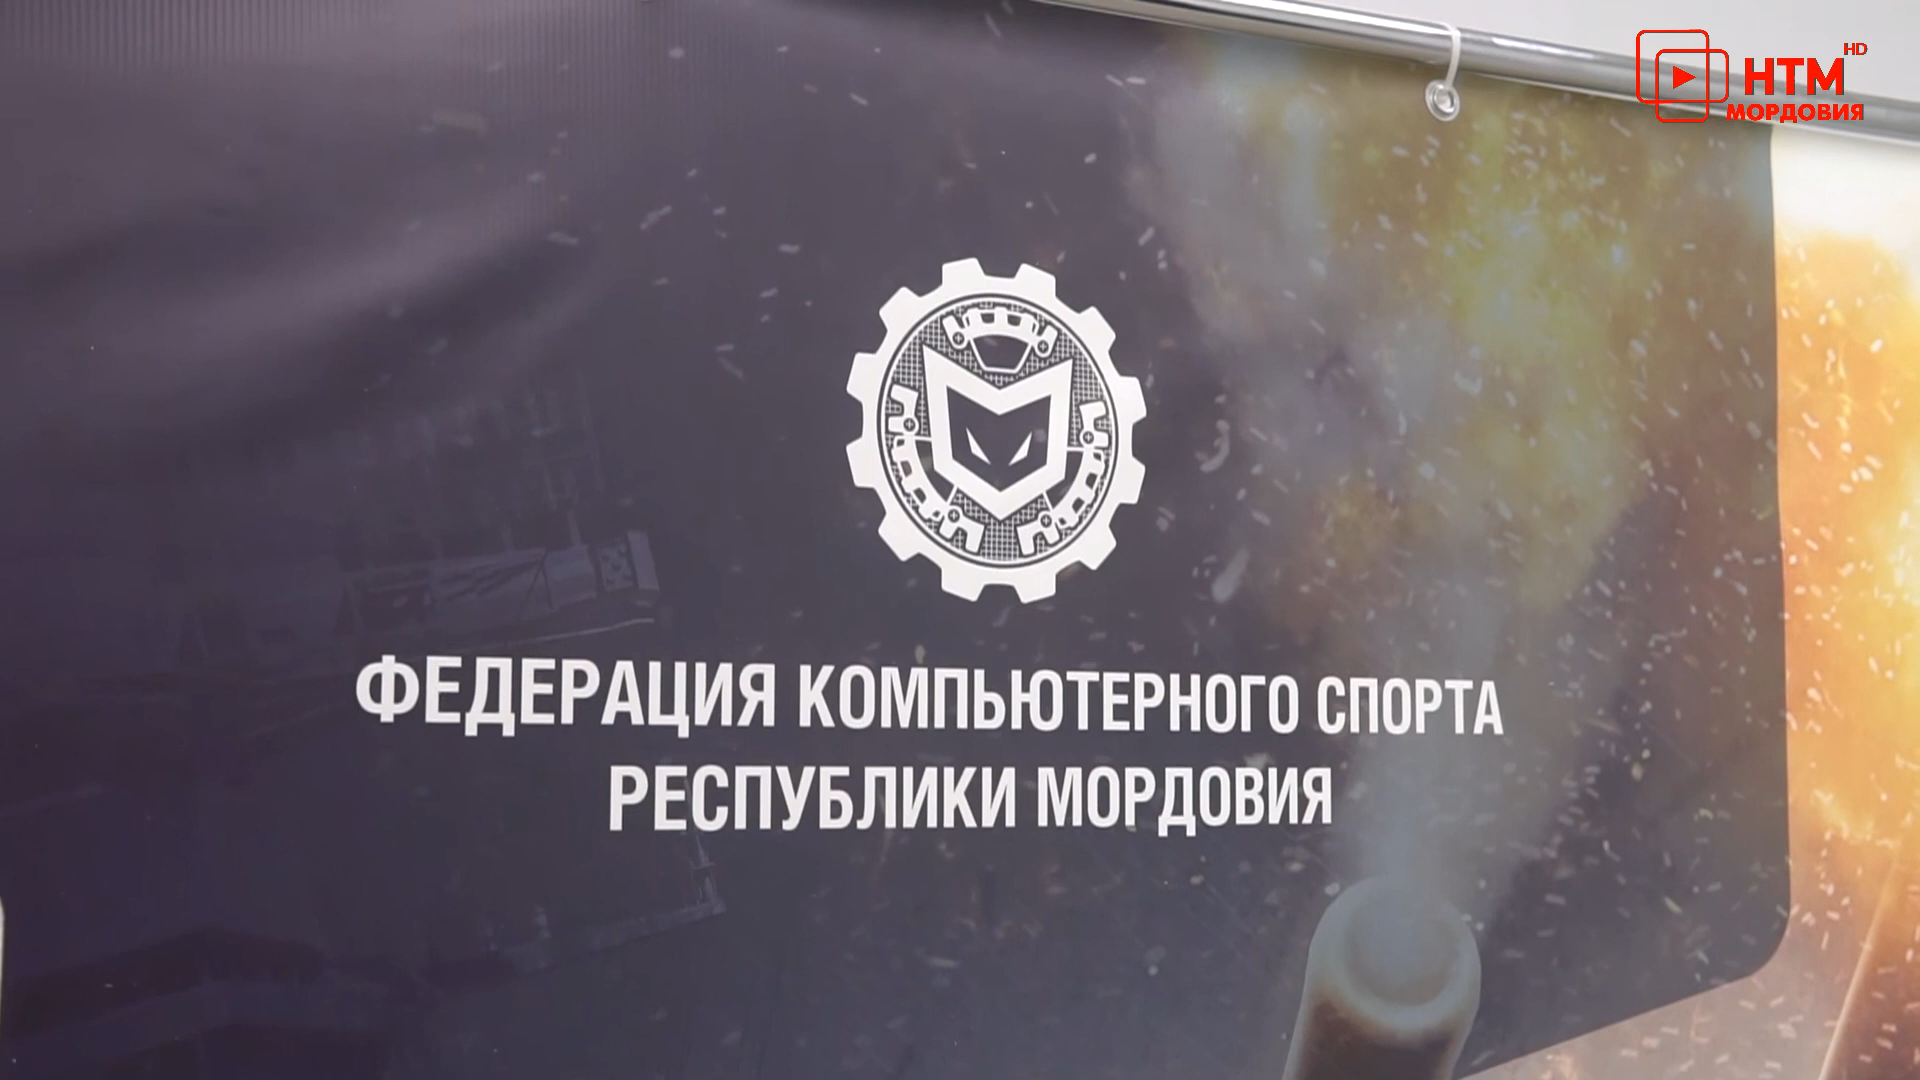 HD
НТМ
МОРДОВИЯ
ФЕДЕРАЦИЯ КОМПЬЮТЕРНОГО СПОРТА
РЕСПУБЛИКИ МОРДОВИЯ